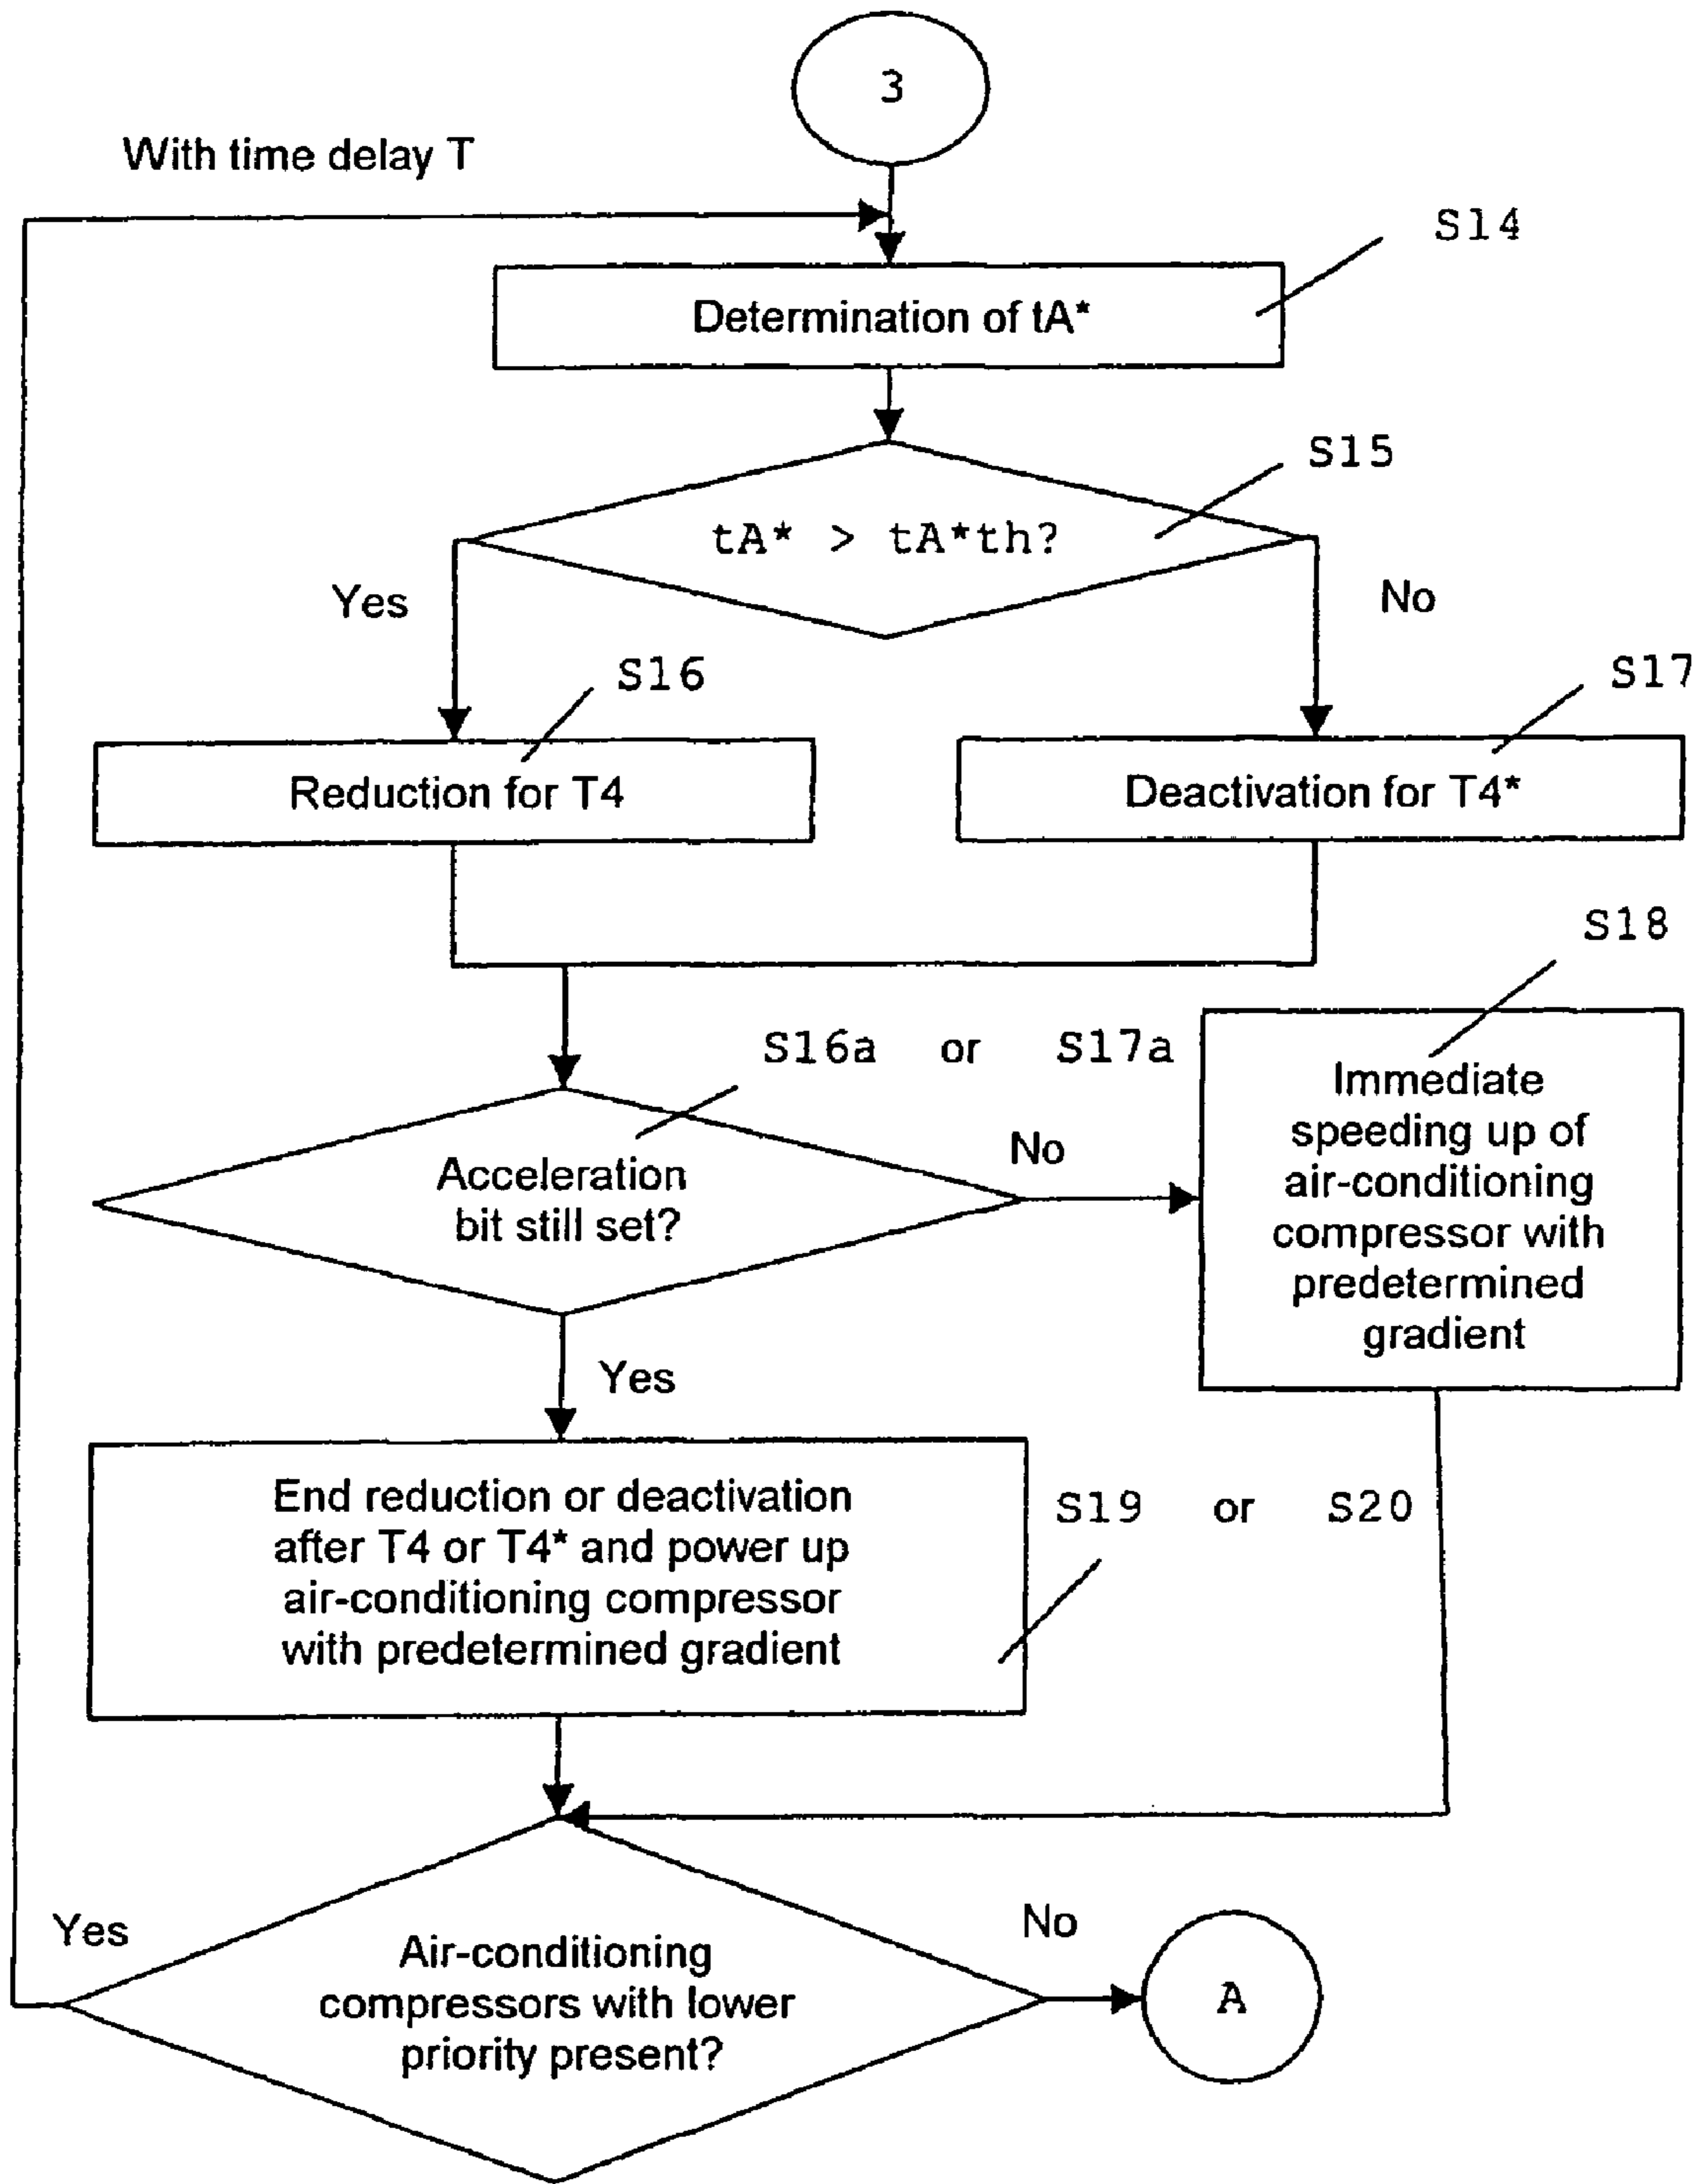 3
With time delay T
S14
Determination of tA*
S15
tA* > tA*th?
Yes
No
S16
S17
Reduction for T4
Deactivation for T4*
S18
S16a or S17a
Immediate
speeding up of
air-conditioning
compressor with
predetermined
gradient
No
Acceleration
bit still set?
Yes
End reduction or deactivation
after T4 or T4* and power up
air-conditioning compressor
with predetermined gradient
S19 or S20
Yes
No
Air-conditioning
compressors with lower
priority present?
A